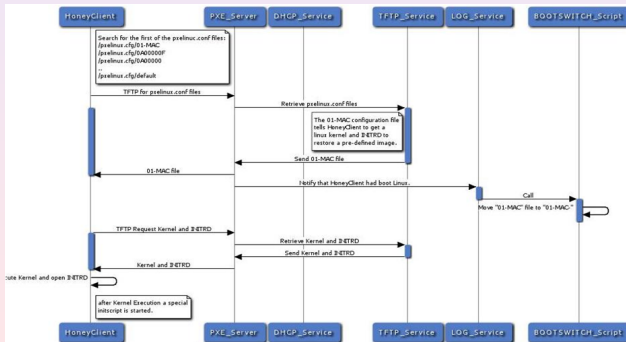 HoneyClient PXE_Server DHCP_Service TFTP_Service LOG_Service BOOTSWITCH_Script
Search for the first of the pxelinuc.conf files:
/pxelinux.cfg/01-MAC
/pxelinux.cfg/0A00000F
/pxelinux.cfg/0A00000
..
/pxelinux.cfg/default
TFTP for pxelinux.conf files
Retrieve pxelinux.conf files
The 01-MAC configuration file
tells HoneyClient to get a
linux kernel and INITRD to
restore a pre-defined image.
Send 01-MAC file
01-MAC file
Notify that HoneyClient had boot Linux.
Call
Move "01-MAC" file to "01-MAC-"
TFTP Request Kernel and INITRD
Retrieve Kernel and INITRD
Send Kernel and INITRD
Kernel and INITRD
cute Kernel and open INITRD
after Kernel Execution a special
initscript is started.
HoneyClient PXE_Server DHCP_Service TFTP_Service LOG_Service BOOTSWITCH_Script